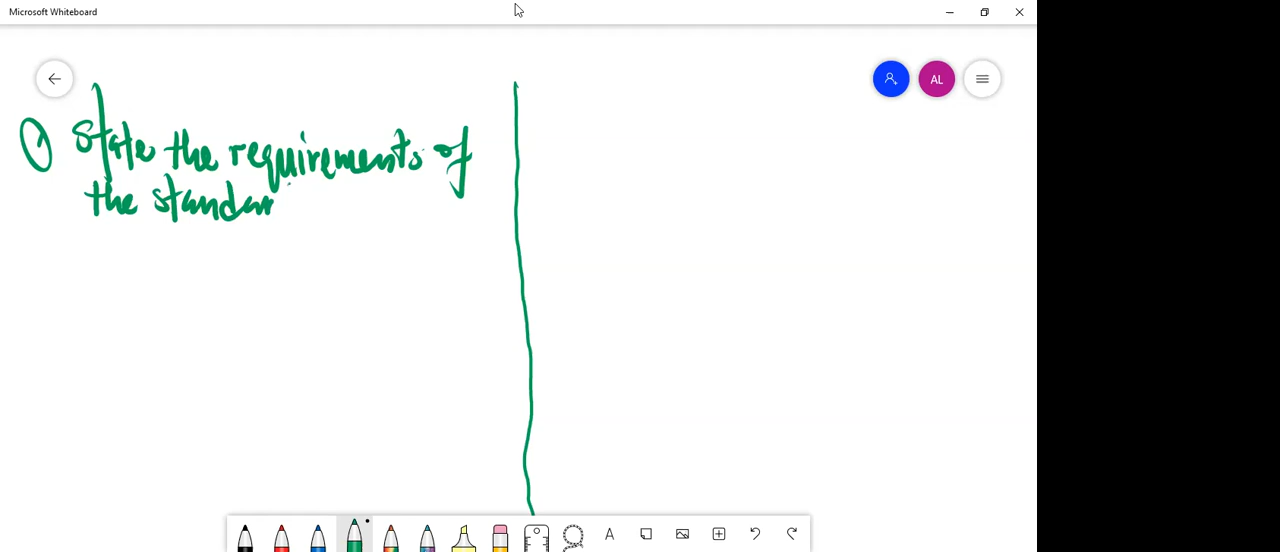 Microsoft Whiteboard
AL
① State the requirements of
the standar
A